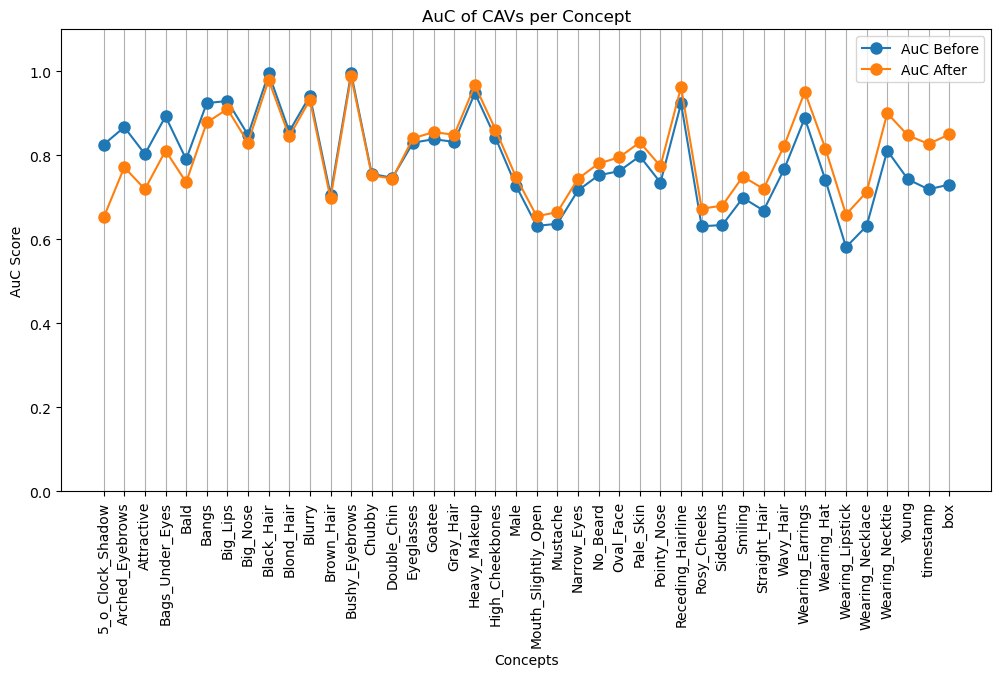 AuC of CAVs per Concept
AuC Before
AuC After
AuC Score
1.0
0.8
0.6
0.4
0.2
0.0
5_o_Clock_Shadow
Arched_Eyebrows
Attractive
Bags_Under_Eyes
Bald
Bangs
Big_Lips
Big_Nose
Black_Hair
Blond_Hair
Blurry
Brown_Hair
Bushy_Eyebrows
Chubby
Double_Chin
Eyeglasses
Goatee
Gray_Hair
Heavy_Makeup
High_Cheekbones
Male
Mouth_Slightly_Open
Mustache
Narrow_Eyes
No_Beard
Oval_Face
Pale_Skin
Pointy_Nose
Receding_Hairline
Rosy_Cheeks
Sideburns
Smiling
Straight_Hair
Wavy_Hair
Wearing_Earrings
Wearing_Hat
Wearing_Lipstick
Wearing_Necklace
Wearing_Necktie
Young
timestamp
box
Concepts